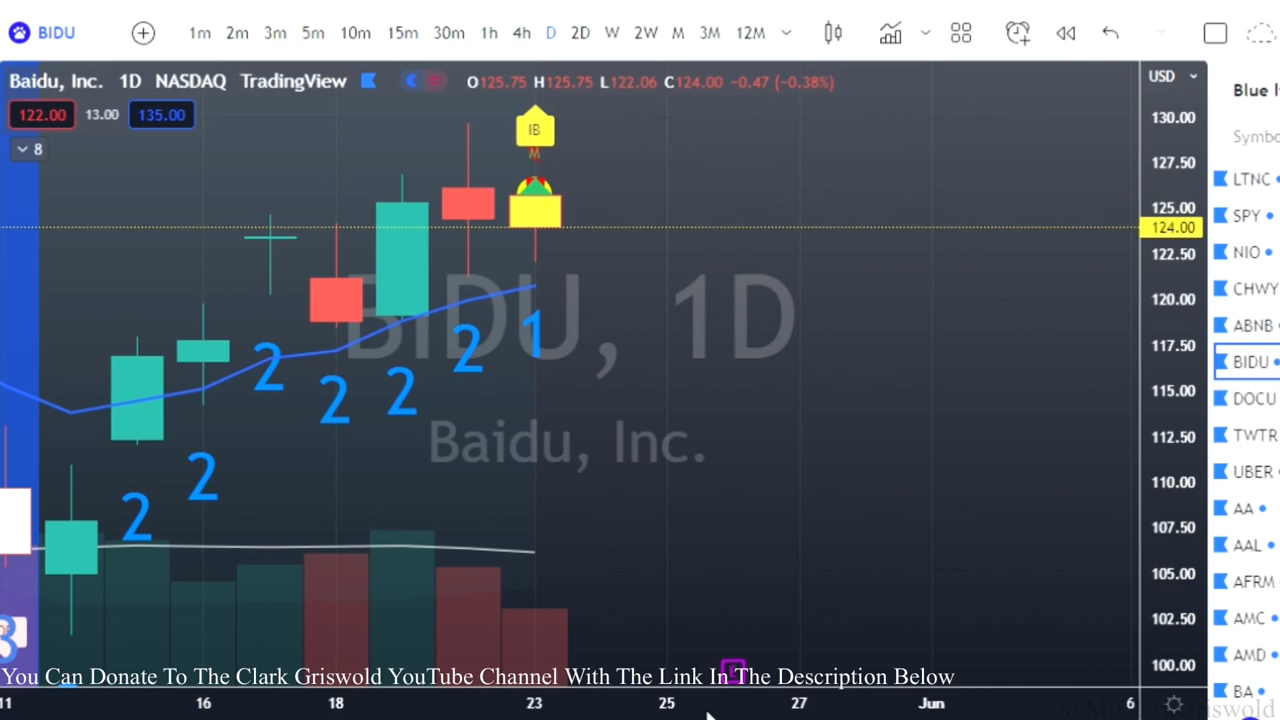 BIDU 1m 2m 3m 5m 10m 15m 30m 1h 4h D 2D W 2W M 3M 12M
Baidu, Inc. 1D NASDAQ TradingView O125.75 H125.75 L122.06 C124.00 −0.47 (−0.38%)
USD
Blue
122.00 13.00 135.00
8
IB
M
130.00
127.50
125.00
124.00
122.50
120.00
117.50
115.00
112.50
110.00
107.50
105.00
102.50
100.00
Symbo
LTNC
SPY
NIO
CHWY
ABNB
BIDU
DOCU
TWTR
UBER
AA
AAL
AFRM
AMC
AMD
BA
BIDU, 1D
Baidu, Inc.
2 2 2 2 2 2 1
3
E
You Can Donate To The Clark Griswold YouTube Channel With The Link In The Description Below
11 16 18 23 25 27 Jun 6